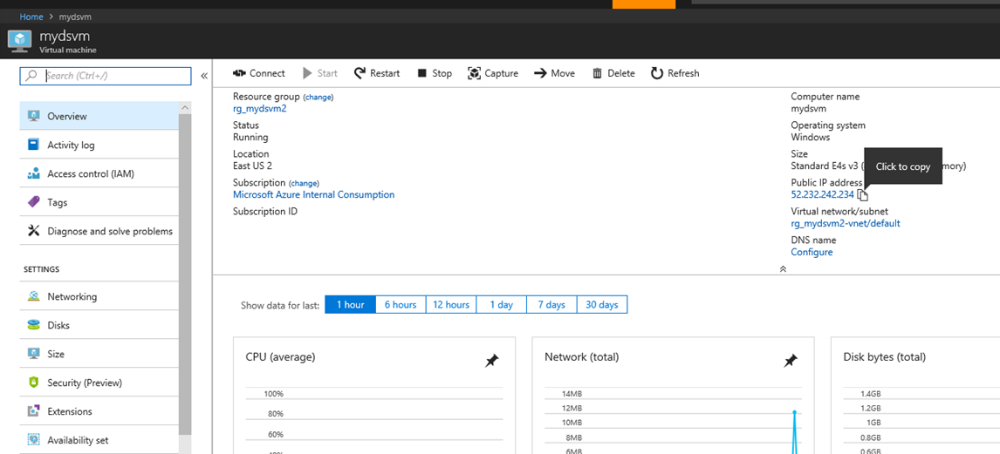 Home > mydsvm
mydsvm
Virtual machine
Search (Ctrl+/)
«
Overview
Activity log
Access control (IAM)
Tags
Diagnose and solve problems
SETTINGS
Networking
Disks
Size
Security (Preview)
Extensions
Availability set
Connect Start Restart Stop Capture Move Delete Refresh
Resource group (change)
rg_mydsvm2
Status
Running
Location
East US 2
Subscription (change)
Microsoft Azure Internal Consumption
Subscription ID
Computer name
mydsvm
Operating system
Windows
Size
Standard E4s v3
Click to copy
Public IP address
52.232.242.234
Virtual network/subnet
rg_mydsvm2-vnet/default
DNS name
Configure
Show data for last: 1 hour 6 hours 12 hours 1 day 7 days 30 days
CPU (average)
100%
80%
60%
Network (total)
14MB
12MB
10MB
8MB
6MB
Disk bytes (total)
1.4GB
1.2GB
1GB
0.8GB
0.6GB